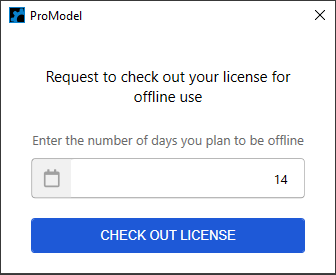 ProModel
Request to check out your license for
offline use
Enter the number of days you plan to be offline
14
CHECK OUT LICENSE